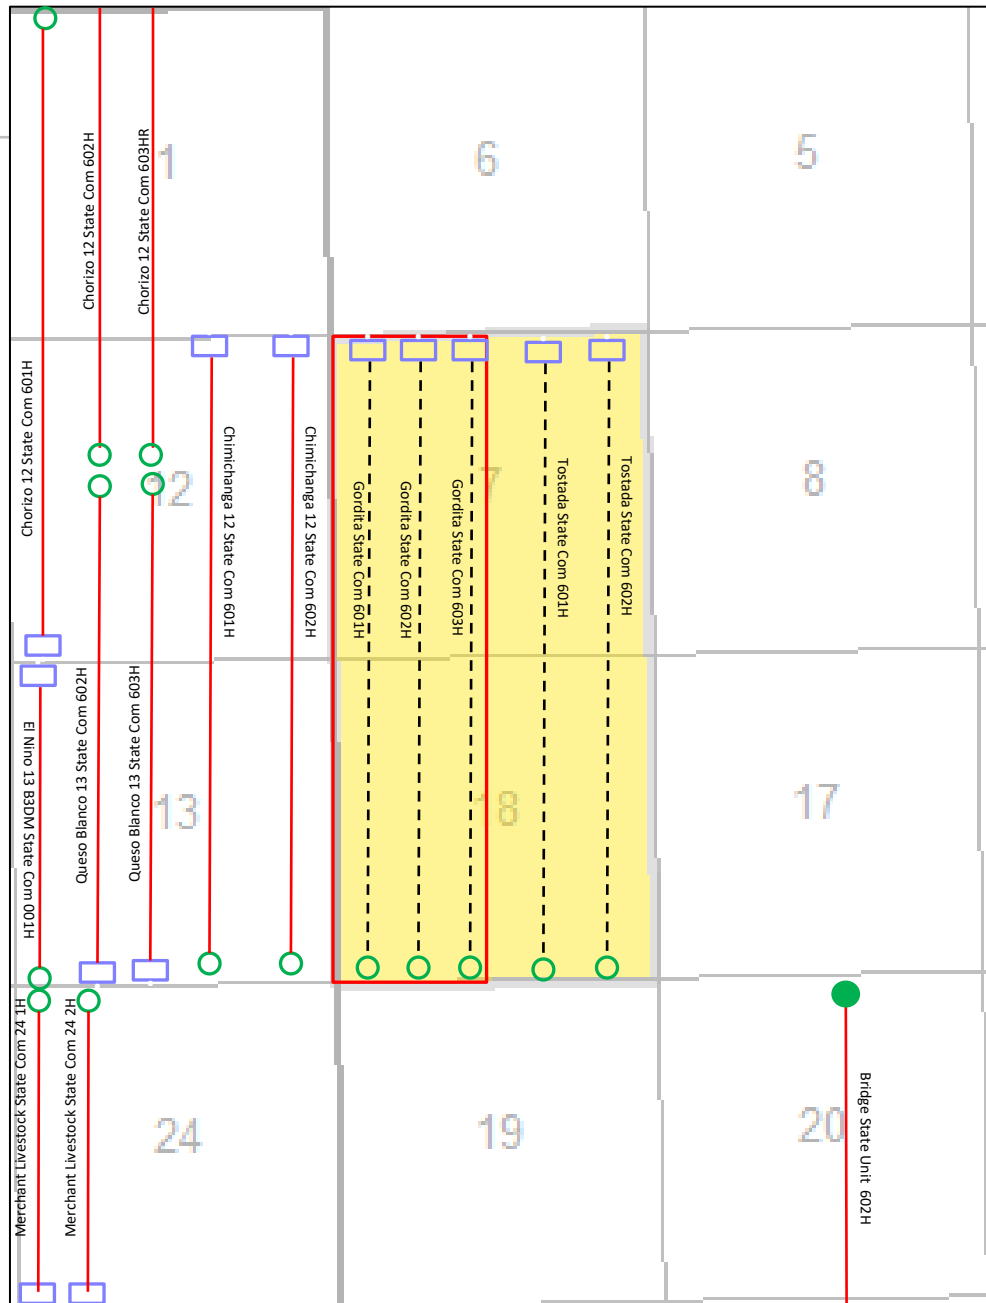 1
6
5
Chorizo 12 State Com 602H
Chorizo 12 State Com 603HR
Chorizo 12 State Com 601H
12
7
8
Chimichanga 12 State Com 601H
Chimichanga 12 State Com 602H
Gordita State Com 601H
Gordita State Com 602H
Gordita State Com 603H
Tostada State Com 601H
Tostada State Com 602H
El Nino 13 B3DM State Com 001H
Queso Blanco 13 State Com 602H
Queso Blanco 13 State Com 603H
13
18
17
Merchant Livestock State Com 24 1H
Merchant Livestock State Com 24 2H
24
19
20
Bridge State Unit 602H